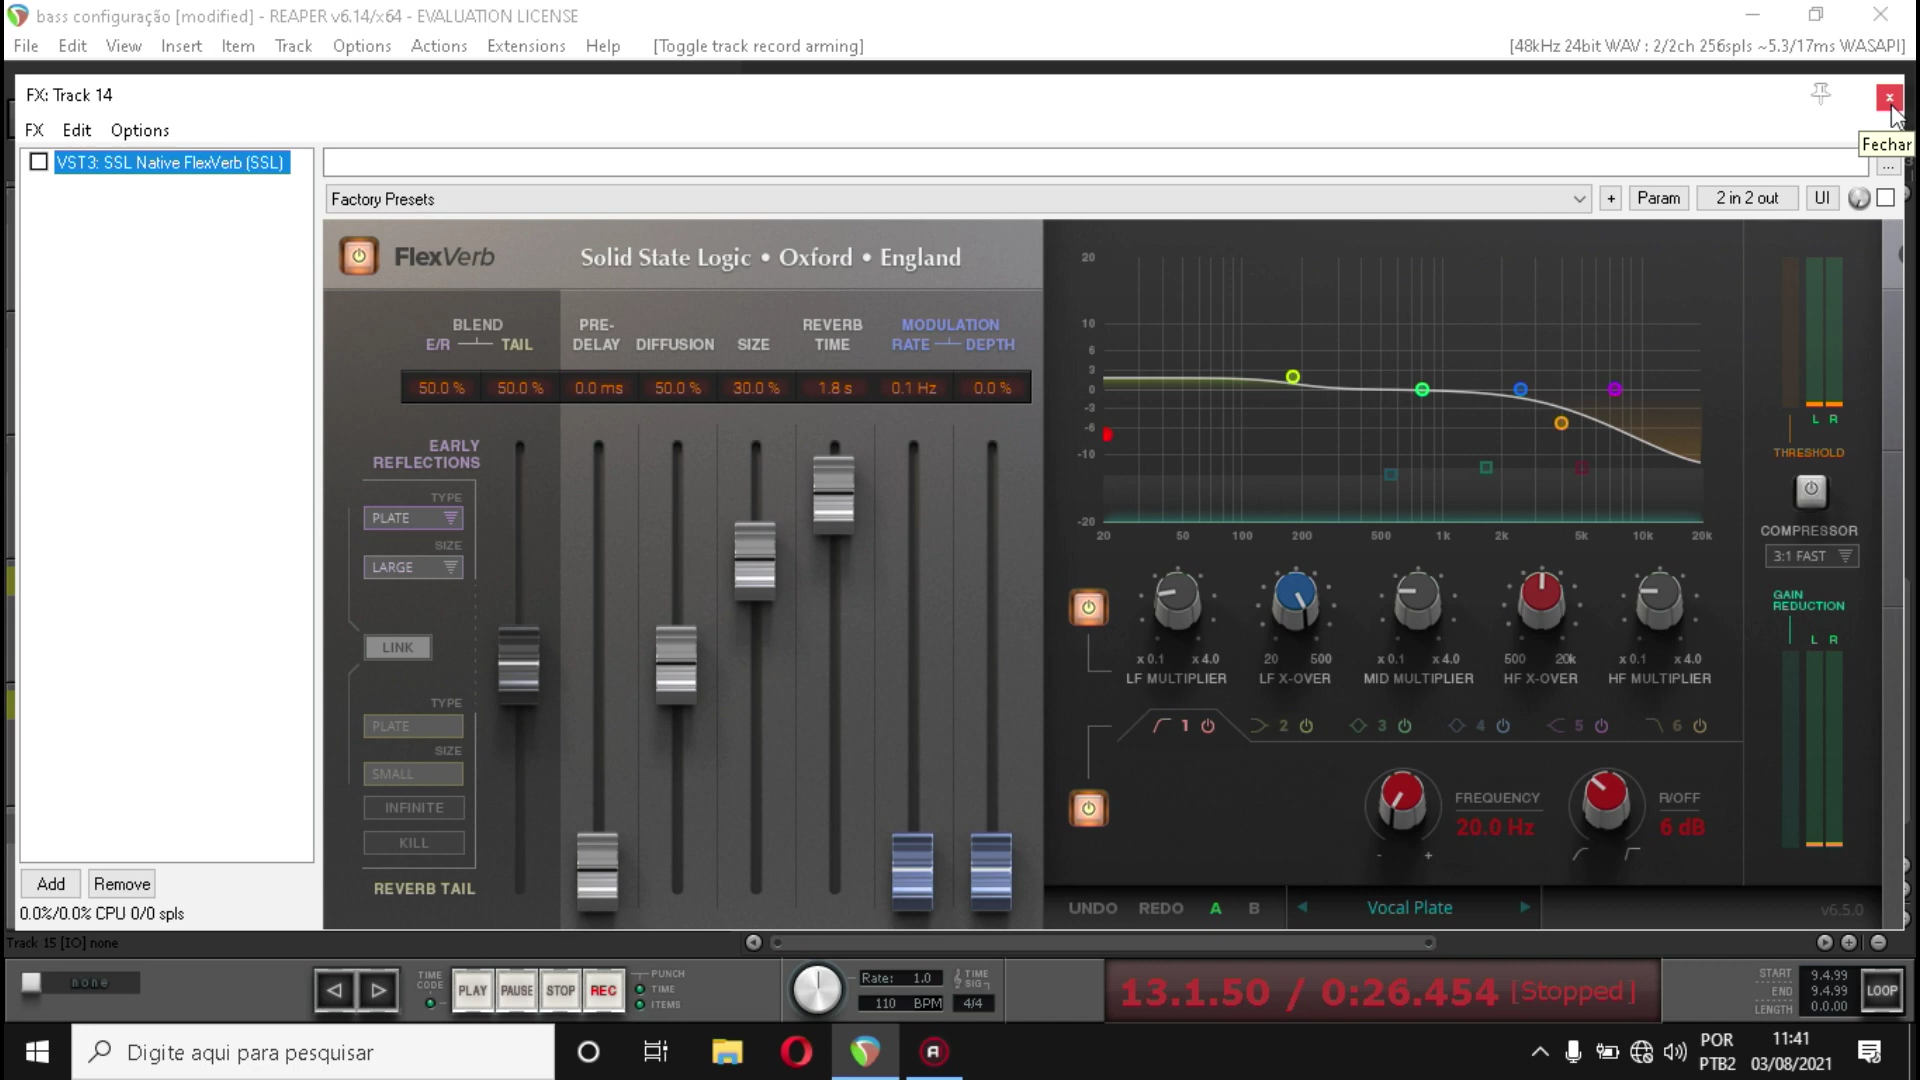 bass configuração [modified] - REAPER v6.14/x64 - EVALUATION LICENSE
File Edit View Insert Item Track Options Actions Extensions Help [Toggle track record arming] [48kHz 24bit WAV : 2/2ch 256spls ~5.3/17ms WASAPI]
FX: Track 14
x
FX Edit Options
Fechar
VST3: SSL Native FlexVerb (SSL)
...
Factory Presets + Param 2 in 2 out UI
FlexVerb Solid State Logic • Oxford • England
BLEND
E/R TAIL
PRE-DELAY
DIFFUSION
SIZE
REVERB TIME
MODULATION
RATE DEPTH
50.0 % 50.0 % 0.0 ms 50.0 % 30.0 % 1.8 s 0.1 Hz 0.0 %
EARLY
REFLECTIONS
TYPE
PLATE
SIZE
LARGE
LINK
TYPE
PLATE
SIZE
SMALL
INFINITE
KILL
REVERB TAIL
20
10
6
3
0
-3
-6
-10
-20
20 50 100 200 500 1k 2k 5k 10k 20k
L R
THRESHOLD
COMPRESSOR
3:1 FAST
GAIN
REDUCTION
L R
x 0.1 x 4.0 20 500 x 0.1 x 4.0 500 20k x 0.1 x 4.0
LF MULTIPLIER LF X-OVER MID MULTIPLIER HF X-OVER HF MULTIPLIER
1 2 3 4 5 6
FREQUENCY
20.0 Hz
R/OFF
6 dB
- +
UNDO REDO A B Vocal Plate v6.5.0
Add Remove
0.0%/0.0% CPU 0/0 spls
Track 15 [IO] none
none
TIME
CODE
PLAY PAUSE STOP REC
PUNCH
TIME
ITEMS
Rate: 1.0
110 BPM
TIME
SIG
4/4
13.1.50 / 0:26.454 [Stopped]
START 9.4.99
END 9.4.99
LENGTH 0.0.00
LOOP
Digite aqui para pesquisar
POR
PTB2
11:41
03/08/2021